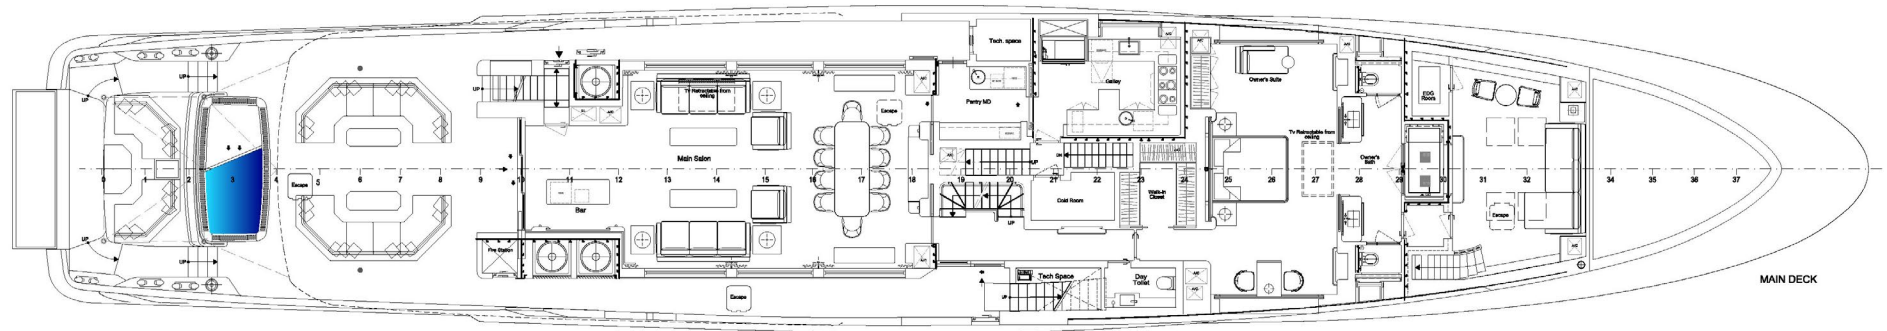 Tech. space
Galley
Owner's Suite
UP
A/C
TV Retractable from
ceiling
EDG
Room
UP
UP
Pantry MD
Escape
TV Retractable from
ceiling
Main Salon
Owner's
Bath
UP
DN
0 1 2 3 4 5 6 7 8 9 10 11 12 13 14 15 16 17 18 19 20 21 22 23 24 25 26 27 28 29 30 31 32 34 35 36 37
Escape
Walk-in
Closet
Cold Room
Bar
Escape
UP
UP
Fire Station
UP
A/C
Tech Space
Day
Toilet
MAIN DECK
Escape
UP